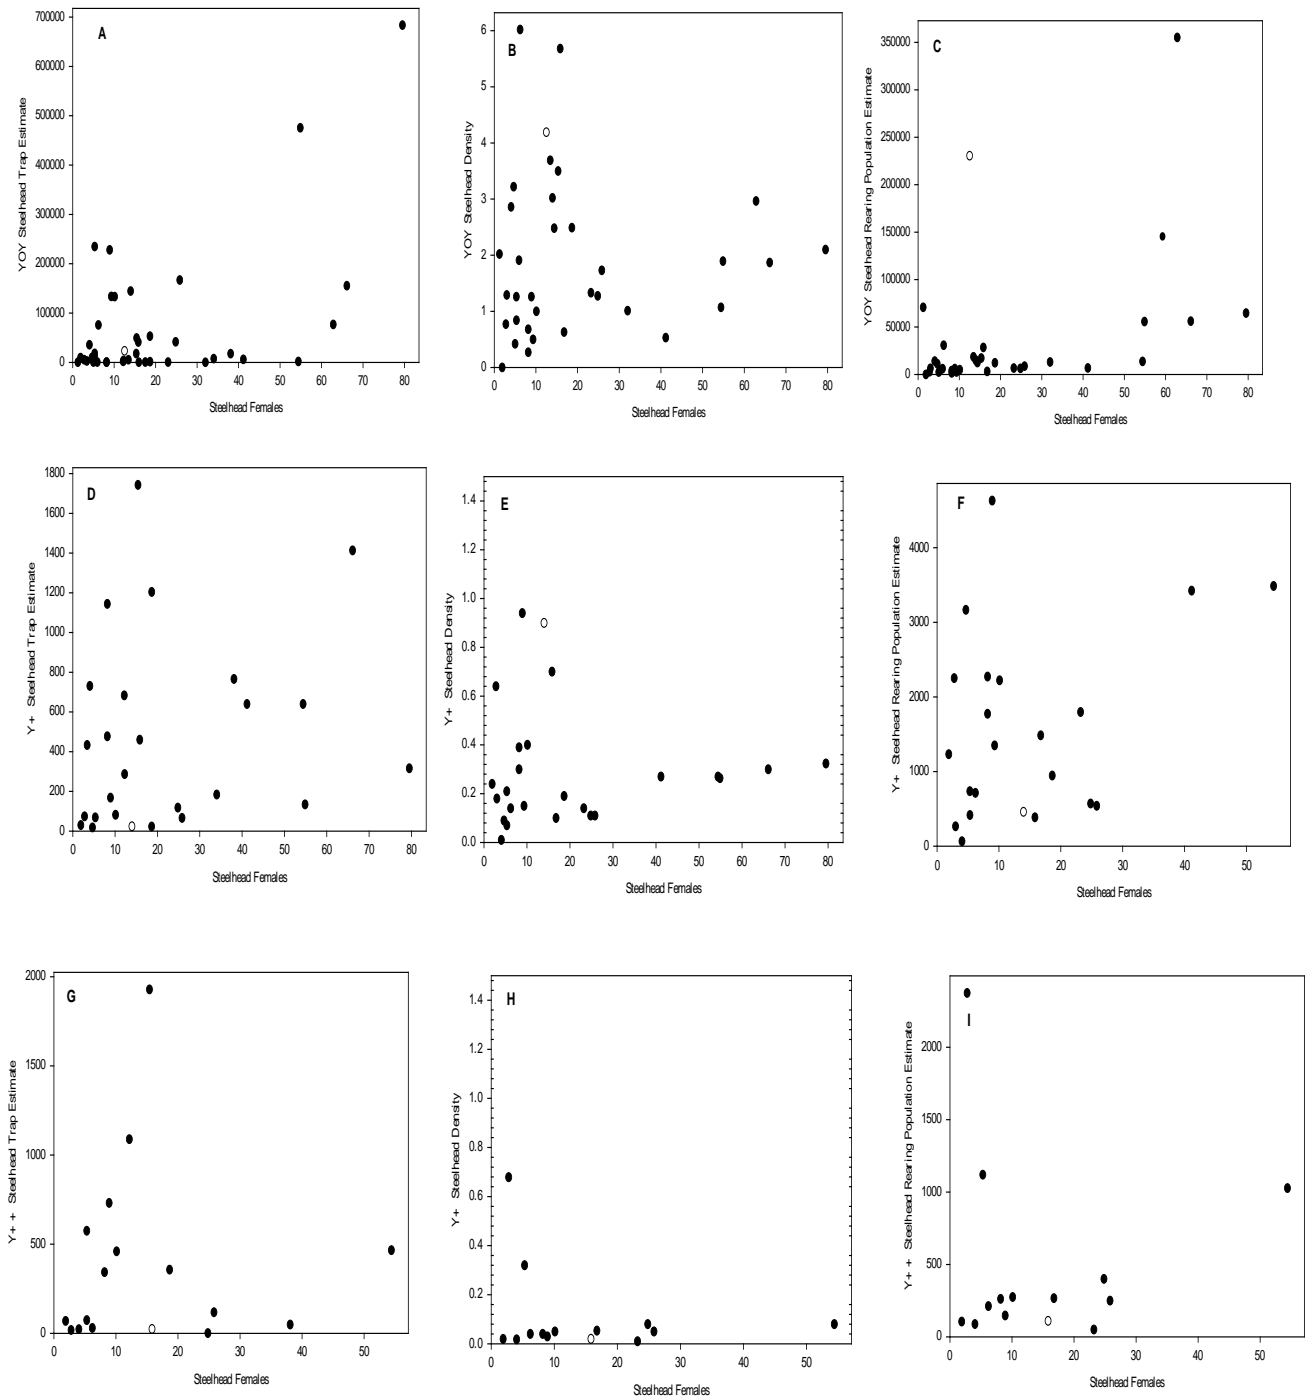 A
YOY Steelhead Trap Estimate
700000
600000
500000
400000
300000
200000
100000
0
0 10 20 30 40 50 60 70 80
Steelhead Females
B
YOY Steelhead Density
6
5
4
3
2
1
0
0 10 20 30 40 50 60 70 80
Steelhead Females
C
YOY Steelhead Rearing Population Estimate
350000
300000
250000
200000
150000
100000
50000
0
0 10 20 30 40 50 60 70 80
Steelhead Females
D
Y+ Steelhead Trap Estimate
1800
1600
1400
1200
1000
800
600
400
200
0
0 10 20 30 40 50 60 70 80
Steelhead Females
E
Y+ Steelhead Density
1.4
1.2
1.0
0.8
0.6
0.4
0.2
0.0
0 10 20 30 40 50 60 70 80
Steelhead Females
F
Y+ Steelhead Rearing Population Estimate
4000
3000
2000
1000
0
0 10 20 30 40 50
Steelhead Females
G
Y++ Steelhead Trap Estimate
2000
1500
1000
500
0
0 10 20 30 40 50
Steelhead Females
H
Y+ Steelhead Density
1.4
1.2
1.0
0.8
0.6
0.4
0.2
0.0
0 10 20 30 40 50
Steelhead Females
I
Y++ Steelhead Rearing Population Estimate
2000
1500
1000
500
0
0 10 20 30 40 50
Steelhead Females